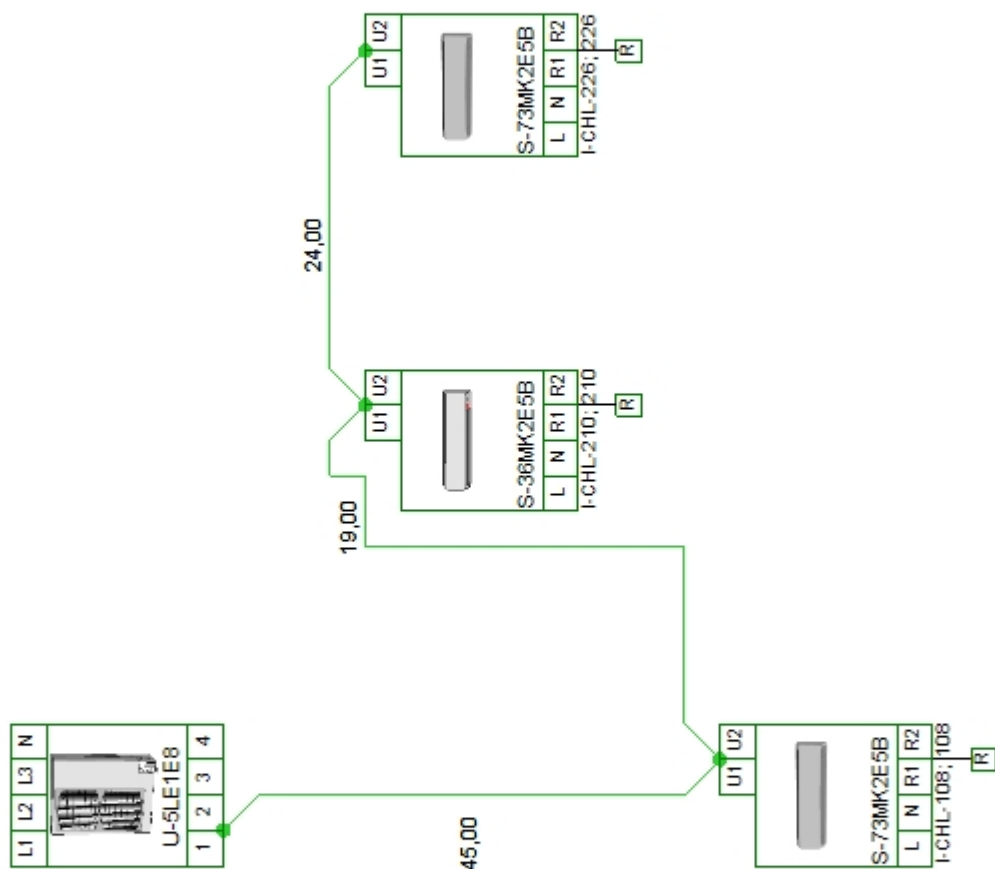 L1 L2 L3 N
U-5LE1E8
1 2 3 4
45,00
19,00
24,00
U1 U2
S-36MK2E5B
L N R1 R2
I-CHL-210; 210
R
U1 U2
S-73MK2E5B
L N R1 R2
I-CHL-226; 226
R
U1 U2
S-73MK2E5B
L N R1 R2
I-CHL-108; 108
R